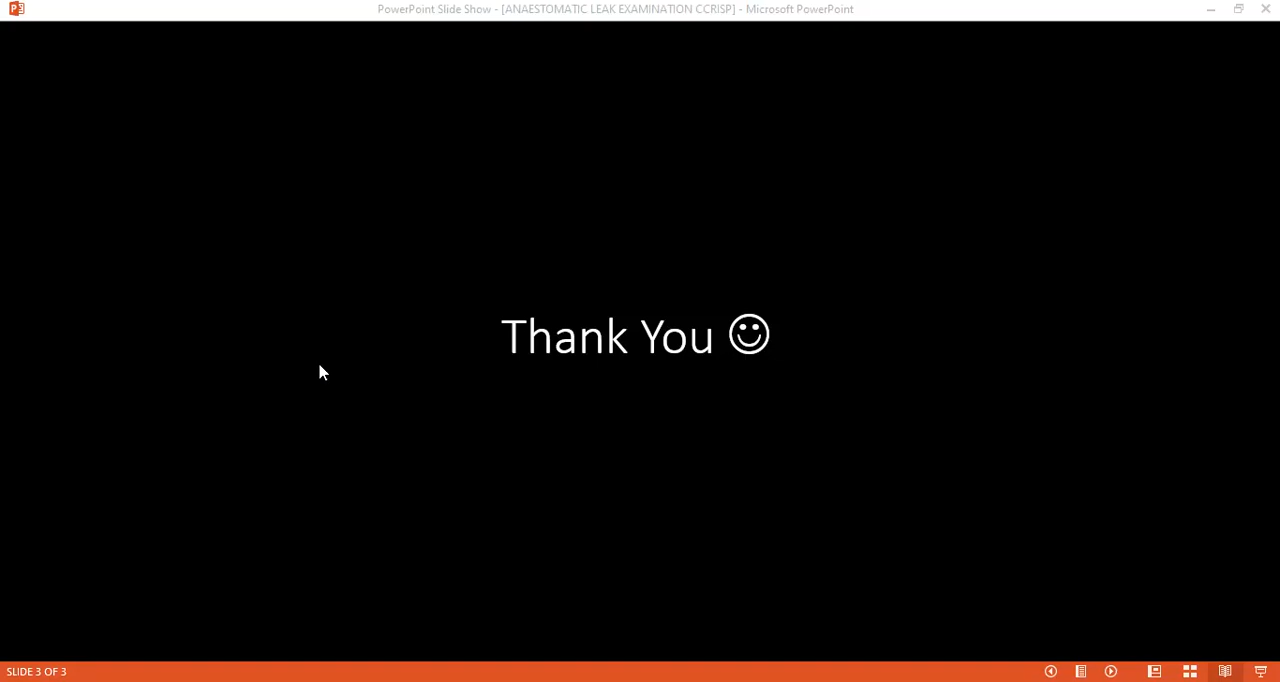 PowerPoint Slide Show - [ANAESTOMATIC LEAK EXAMINATION CCRISP] - Microsoft PowerPoint
Thank You ☺
SLIDE 3 OF 3